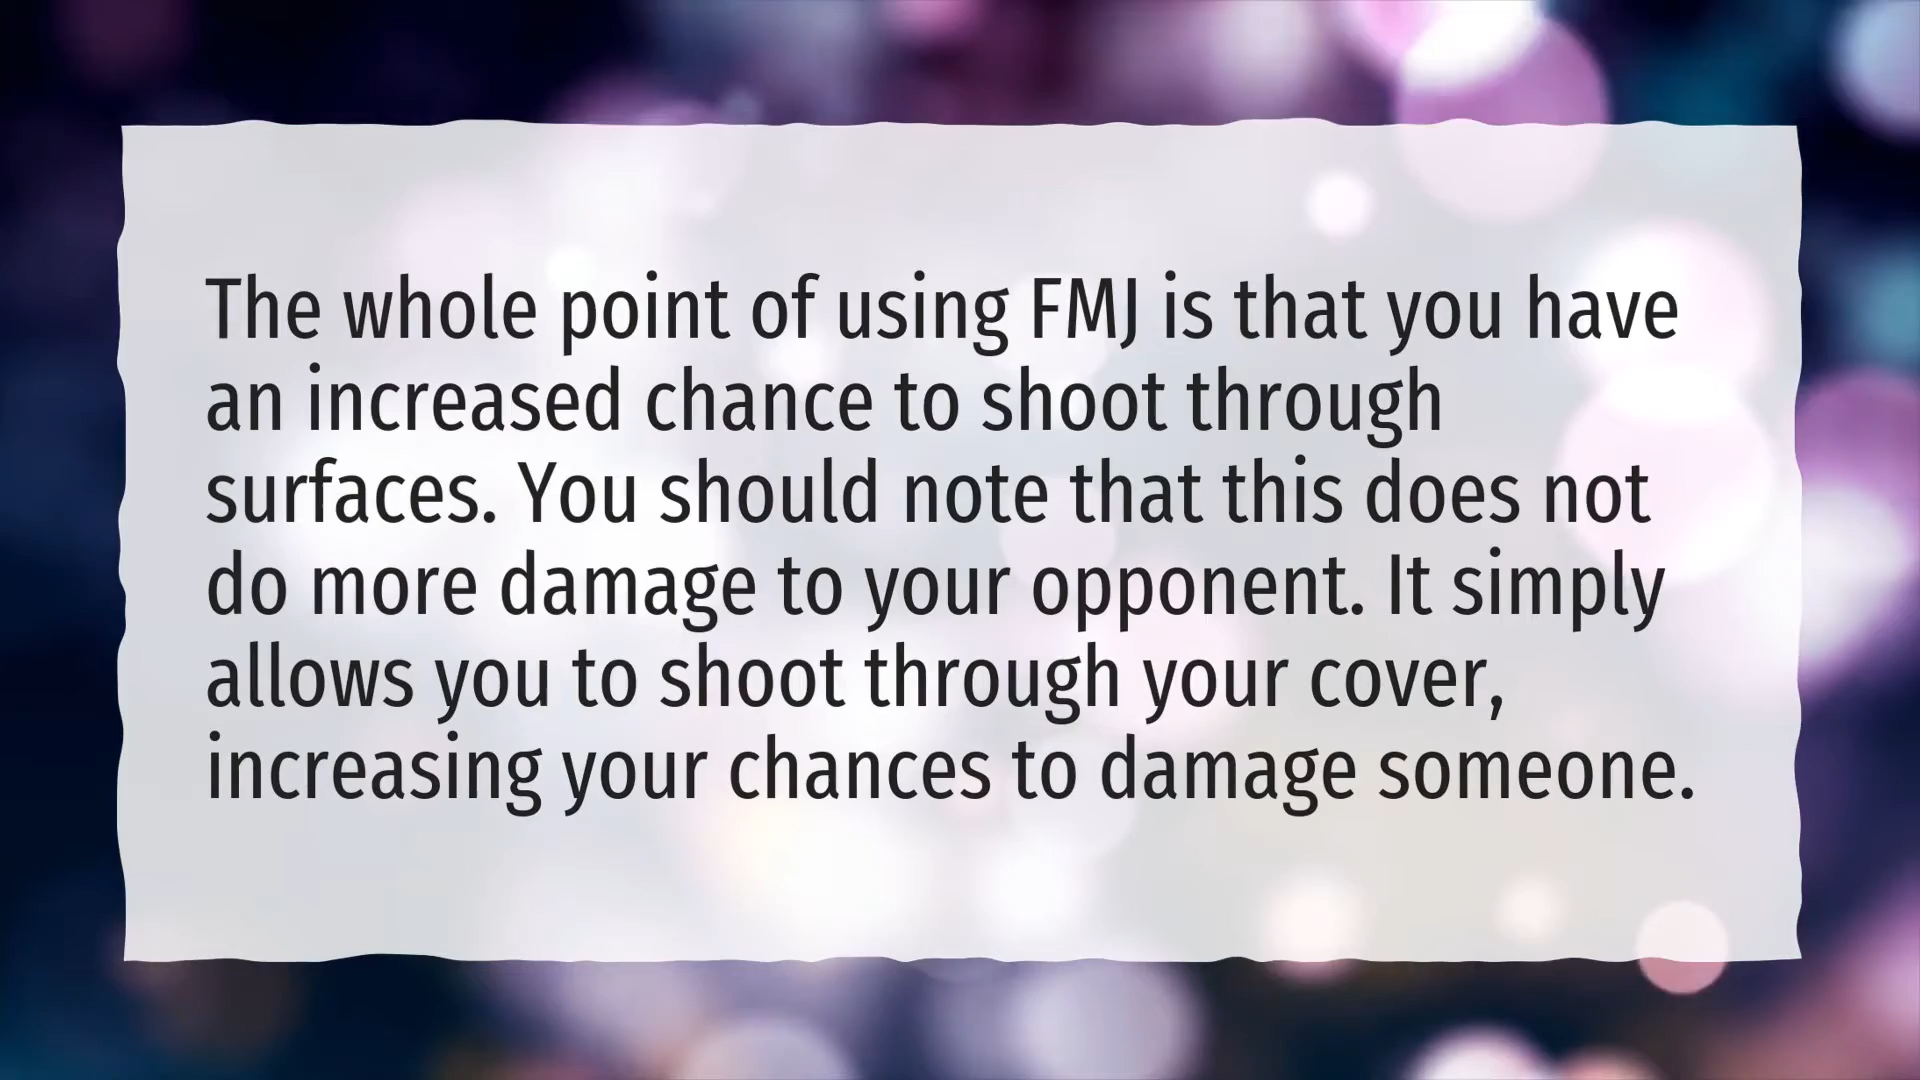 The whole point of using FMJ is that you have
an increased chance to shoot through
surfaces. You should note that this does not
do more damage to your opponent. It simply
allows you to shoot through your cover,
increasing your chances to damage someone.